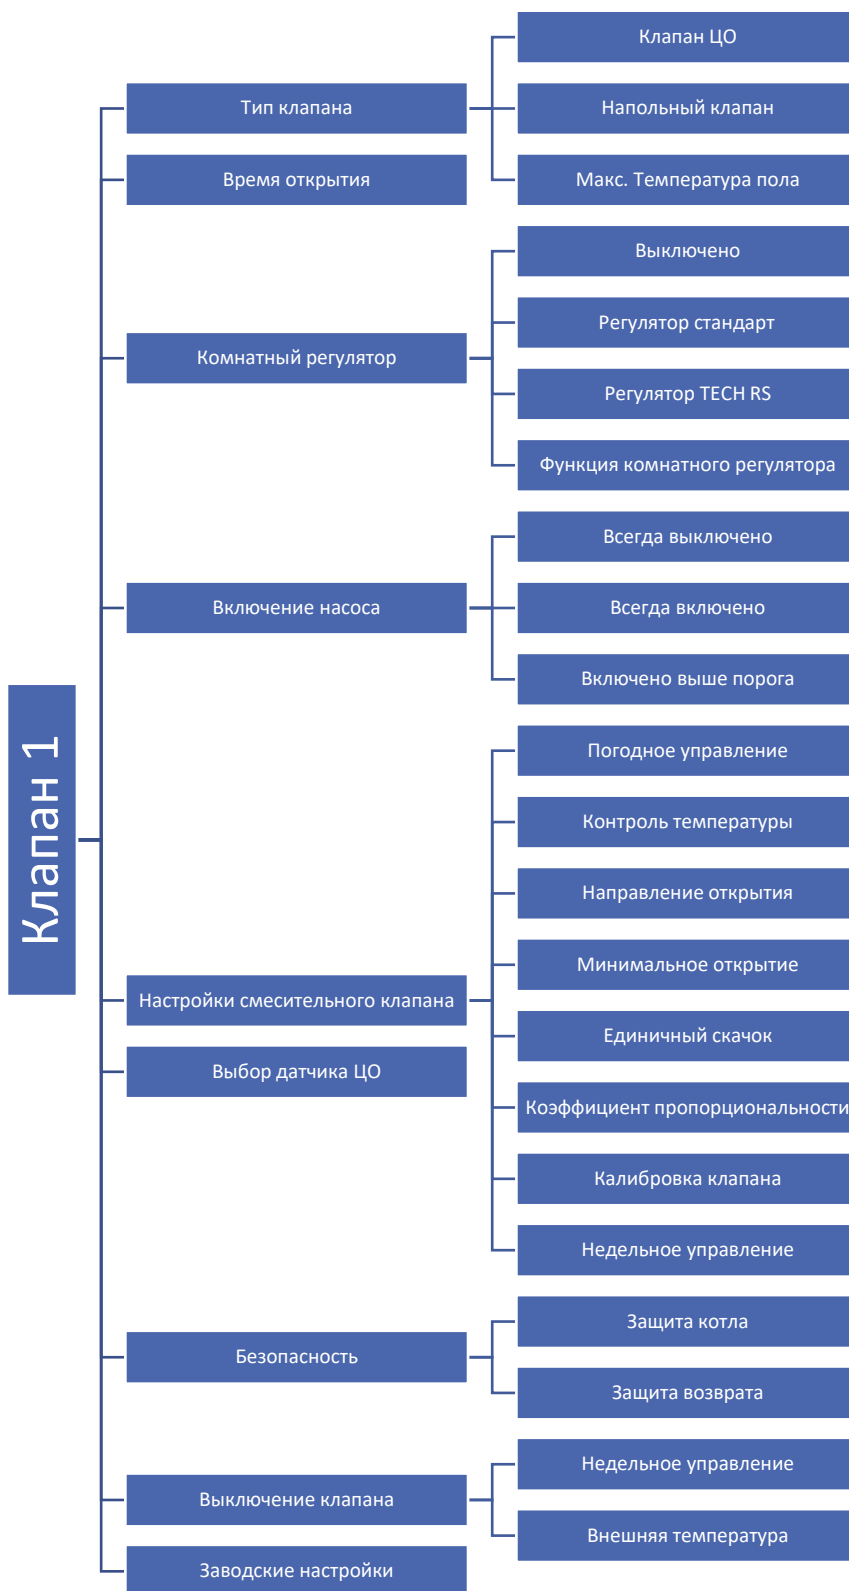 Клапан 1
Тип клапана
Клапан ЦО
Напольный клапан
Макс. Температура пола
Время открытия
Комнатный регулятор
Выключено
Регулятор стандарт
Регулятор TECH RS
Функция комнатного регулятора
Включение насоса
Всегда выключено
Всегда включено
Включено выше порога
Настройки смесительного клапана
Погодное управление
Контроль температуры
Направление открытия
Минимальное открытие
Единичный скачок
Коэффициент пропорциональности
Калибровка клапана
Недельное управление
Выбор датчика ЦО
Безопасность
Защита котла
Защита возврата
Выключение клапана
Недельное управление
Внешняя температура
Заводские настройки